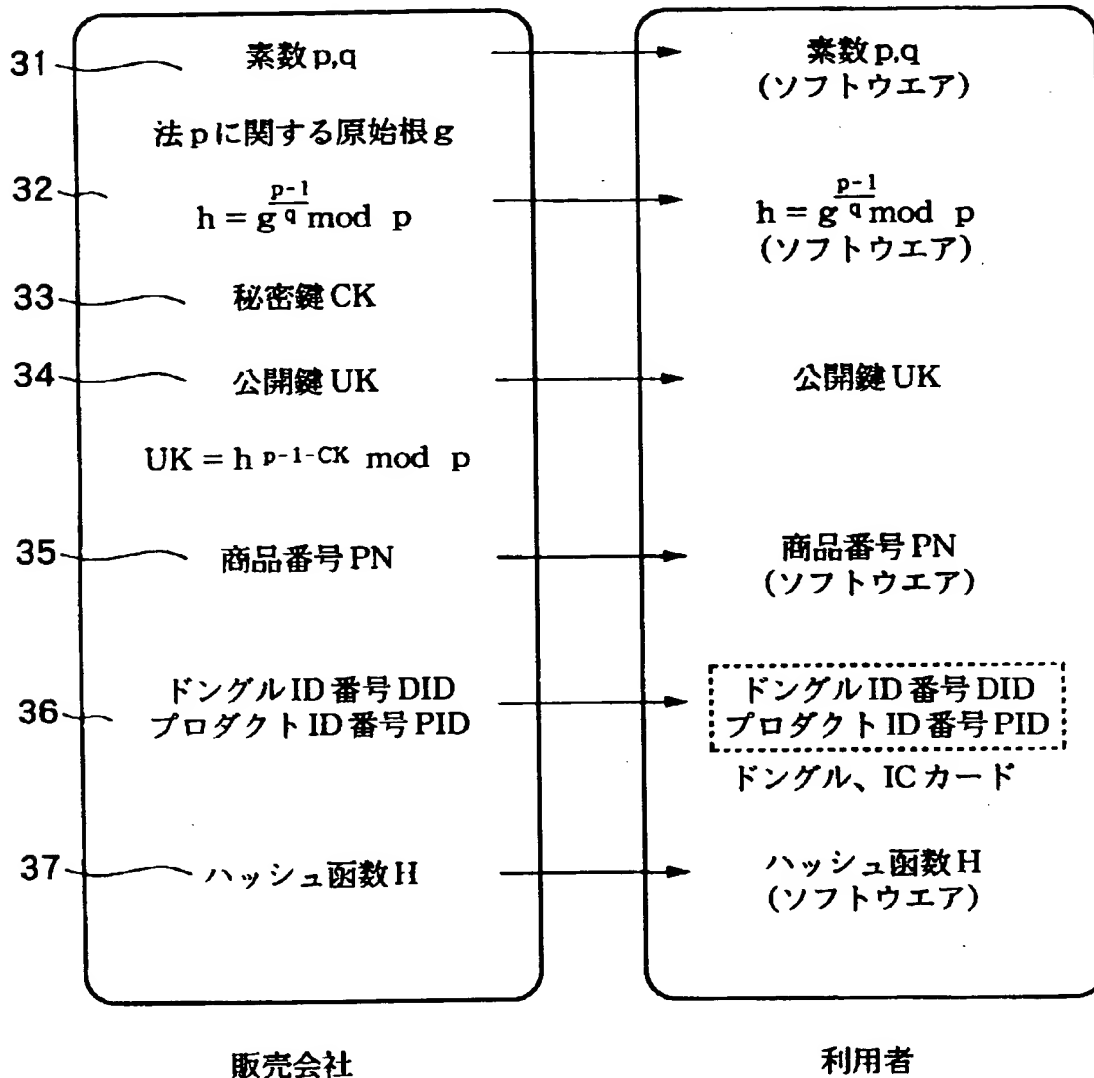 31
素数p,q
法pに関する原始根g
32
h = g^{\frac{p-1}{q}} mod p
33
秘密鍵CK
34
公開鍵UK
UK = h^{p-1-CK} mod p
35
商品番号PN
36
ドングルID番号DID
プロダクトID番号PID
37
ハッシュ函数H
販売会社
素数p,q
(ソフトウエア)
h = g^{\frac{p-1}{q}} mod p
(ソフトウエア)
公開鍵UK
商品番号PN
(ソフトウエア)
ドングルID番号DID
プロダクトID番号PID
ドングル、ICカード
ハッシュ函数H
(ソフトウエア)
利用者